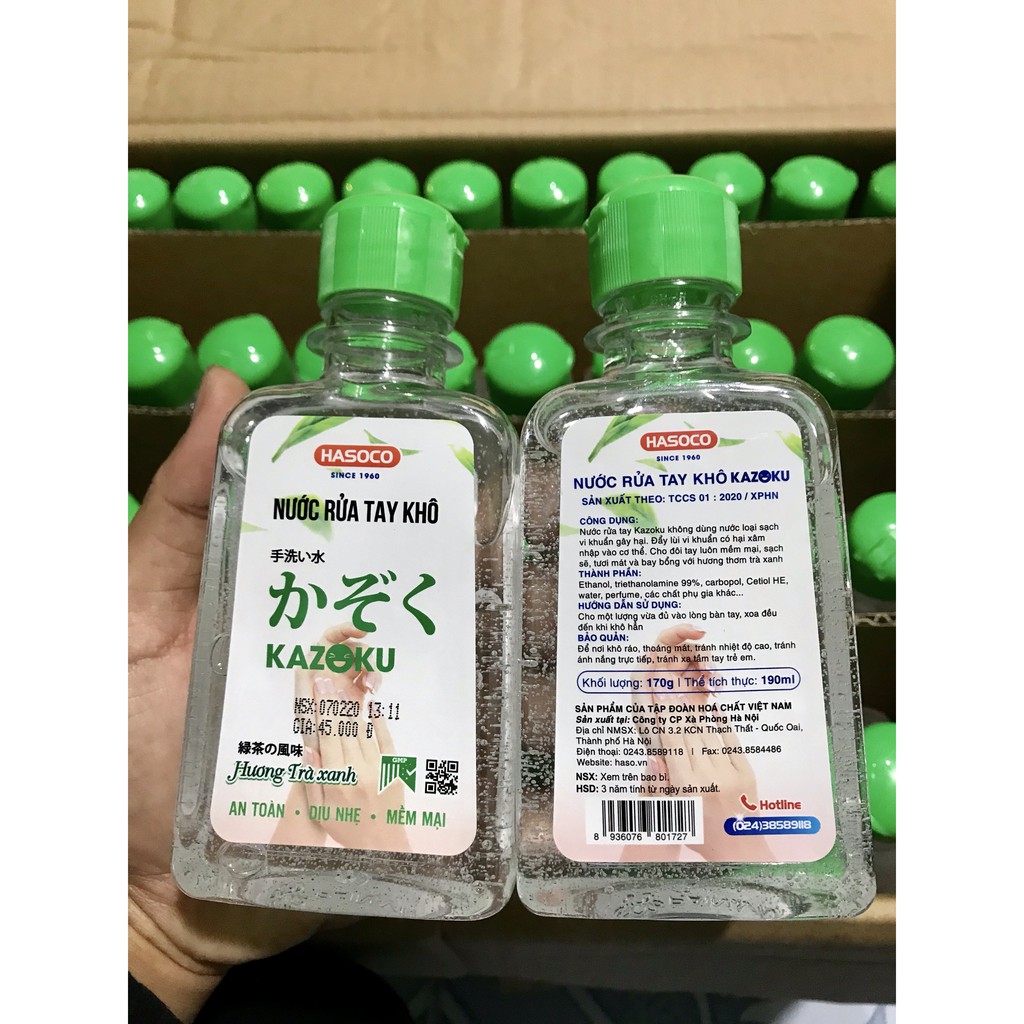 HASOCO
SINCE 1960
NƯỚC RỬA TAY KHÔ
手洗い水
かぞく
KAZOKU
NSX:070220 13:11
GIA:45.000 Đ
緑茶の風味
Hương Trà xanh
GMP
AN TOÀN • DỊU NHẸ • MỀM MẠI
HASOCO
SINCE 1960
NƯỚC RỬA TAY KHÔ KAZOKU
SẢN XUẤT THEO: TCCS 01 : 2020 / XPHN
CÔNG DỤNG:
Nước rửa tay Kazoku không dùng nước loại sạch
vi khuẩn gây hại. Đẩy lùi vi khuẩn có hại xâm
nhập vào cơ thể. Cho đôi tay luôn mềm mại, sạch
sẽ, tươi mát và bay bổng với hương thơm trà xanh
THÀNH PHẦN:
Ethanol, triethanolamine 99%, carbopol, Cetiol HE,
water, perfume, các chất phụ gia khác...
HƯỚNG DẪN SỬ DỤNG:
Cho một lượng vừa đủ vào lòng bàn tay, xoa đều
đến khi khô hẳn
BẢO QUẢN:
Để nơi khô ráo, thoáng mát, tránh nhiệt độ cao, tránh
ánh nắng trực tiếp, tránh xa tầm tay trẻ em.
Khối lượng: 170g | Thể tích thực: 190ml
SẢN PHẨM CỦA TẬP ĐOÀN HOÁ CHẤT VIỆT NAM
Sản xuất tại: Công ty CP Xà Phòng Hà Nội
Địa chỉ NMSX: Lô CN 3.2 KCN Thạch Thất - Quốc Oai,
Thành phố Hà Nội
Điện thoại: 0243.8589118 | Fax: 0243.8584486
Website: haso.vn
NSX: Xem trên bao bì.
HSD: 3 năm tính từ ngày sản xuất.
Hotline
(024)38589118
8 936076 801727